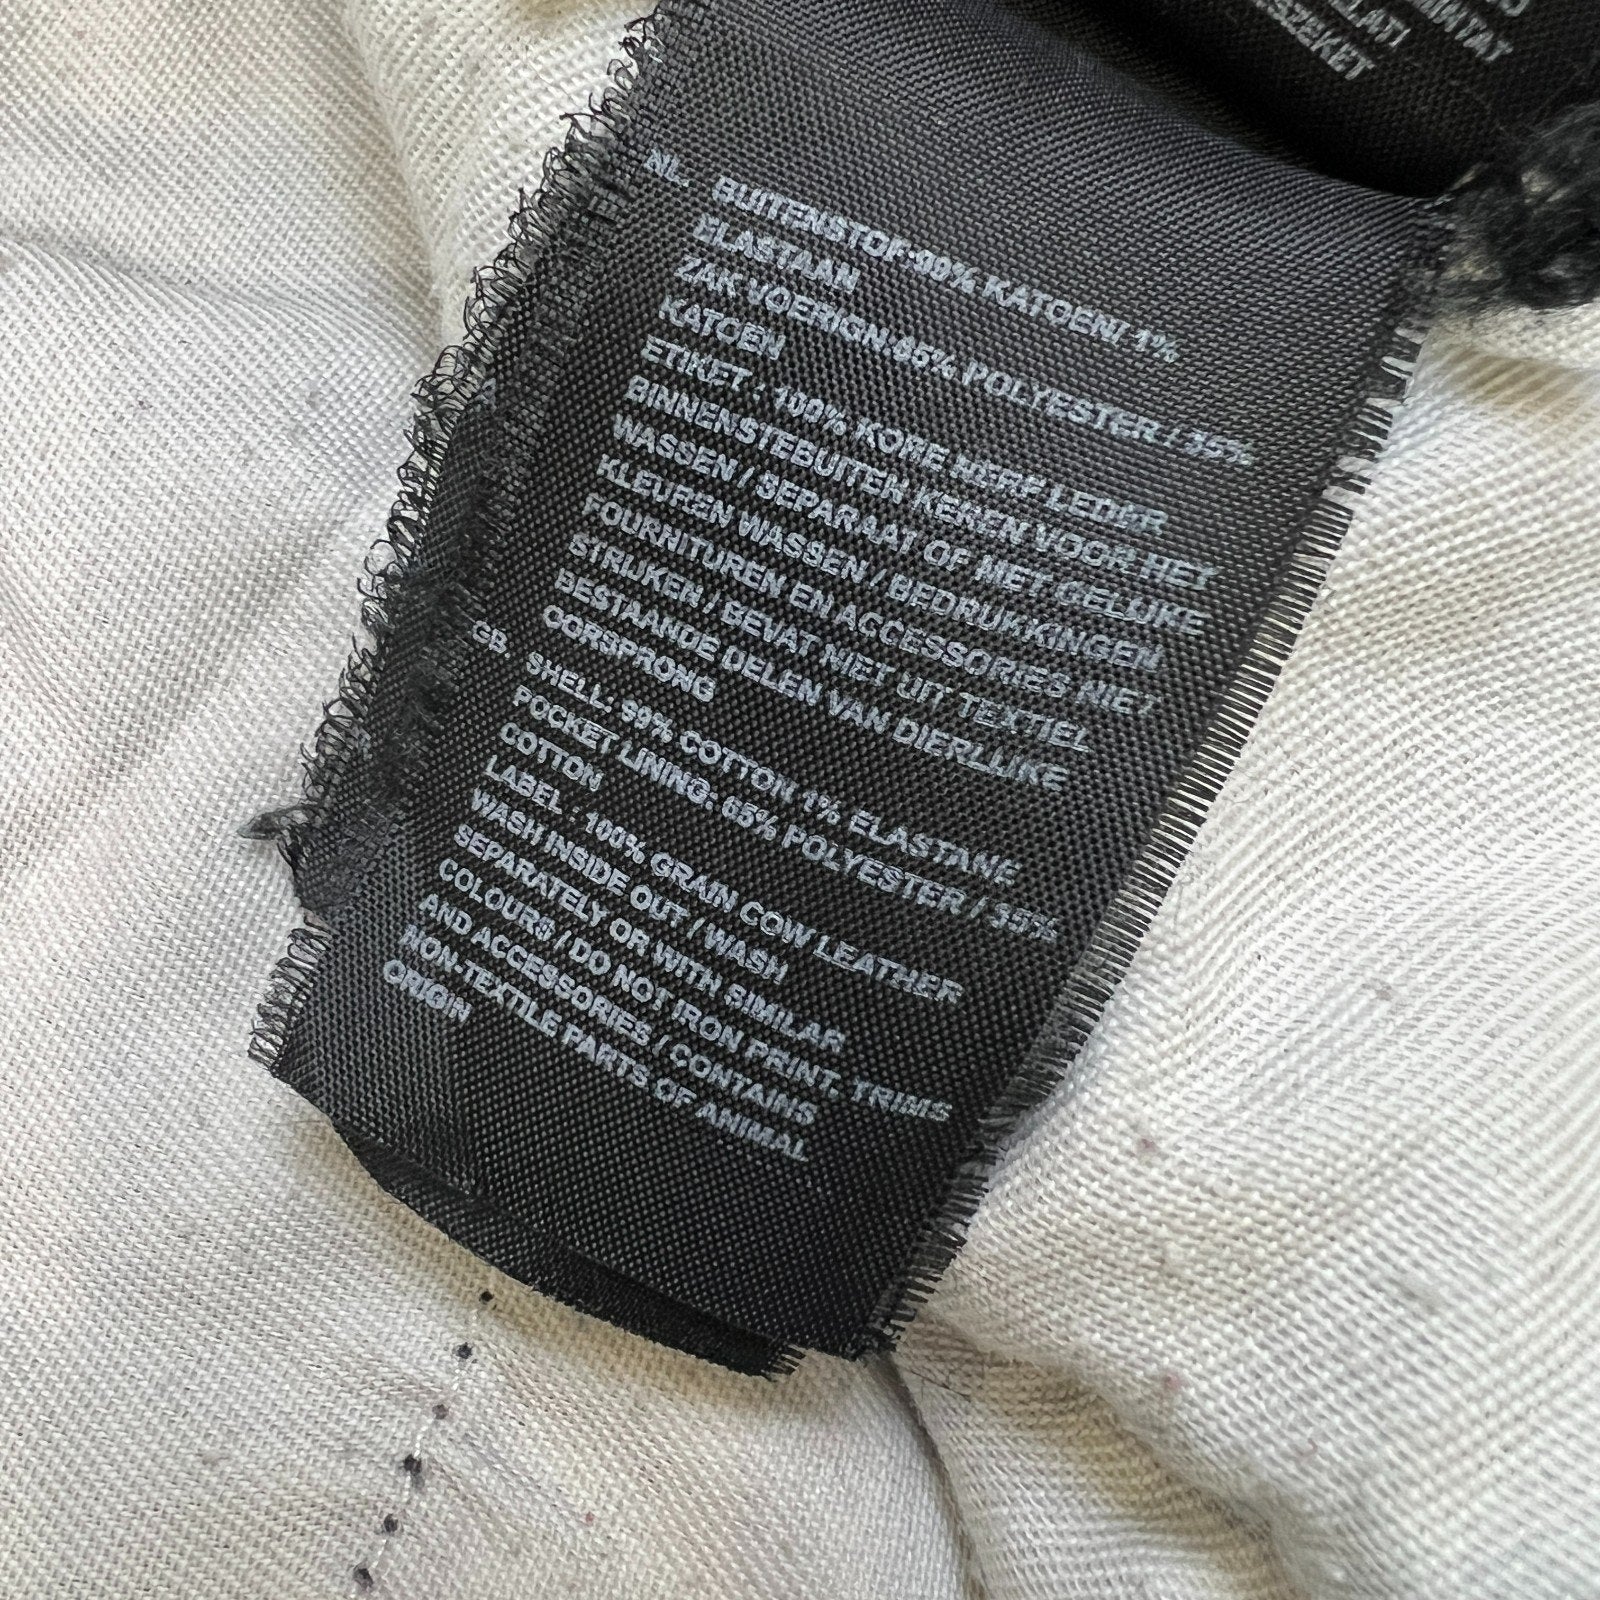 SZEKET
NL. BUITENSTOF 99% KATOEN/ 1%
ELASTAAN
ZAK VOERIGN 65% POLYESTER / 35%
KATOEN
ETIKET : 100% KOEIE NERF LEDER
BINNENSTEBUITEN KEREN VOOR HEY
WASSEN / SEPARAAT OF MET GELIJKE
KLEUREN WASSEN / BEDRUKKINGEN
FOURNITUREN EN ACCESSORIES NIET
STRIJKEN / BEVAT NIET UIT TEXTIEL
BESTAANDE DELEN VAN DIERLIJKE
OORSPRONG
GB. SHELL: 99% COTTON 1% ELASTANE
POCKET LINING: 65% POLYESTER / 35%
COTTON
LABEL : 100% GRAIN COW LEATHER
WASH INSIDE OUT / WASH
SEPARATELY OR WITH SIMILAR
COLOURS / DO NOT IRON PRINT, TRIMS
AND ACCESSORIES / CONTAINS
NON-TEXTILE PARTS OF ANIMAL
ORIGIN